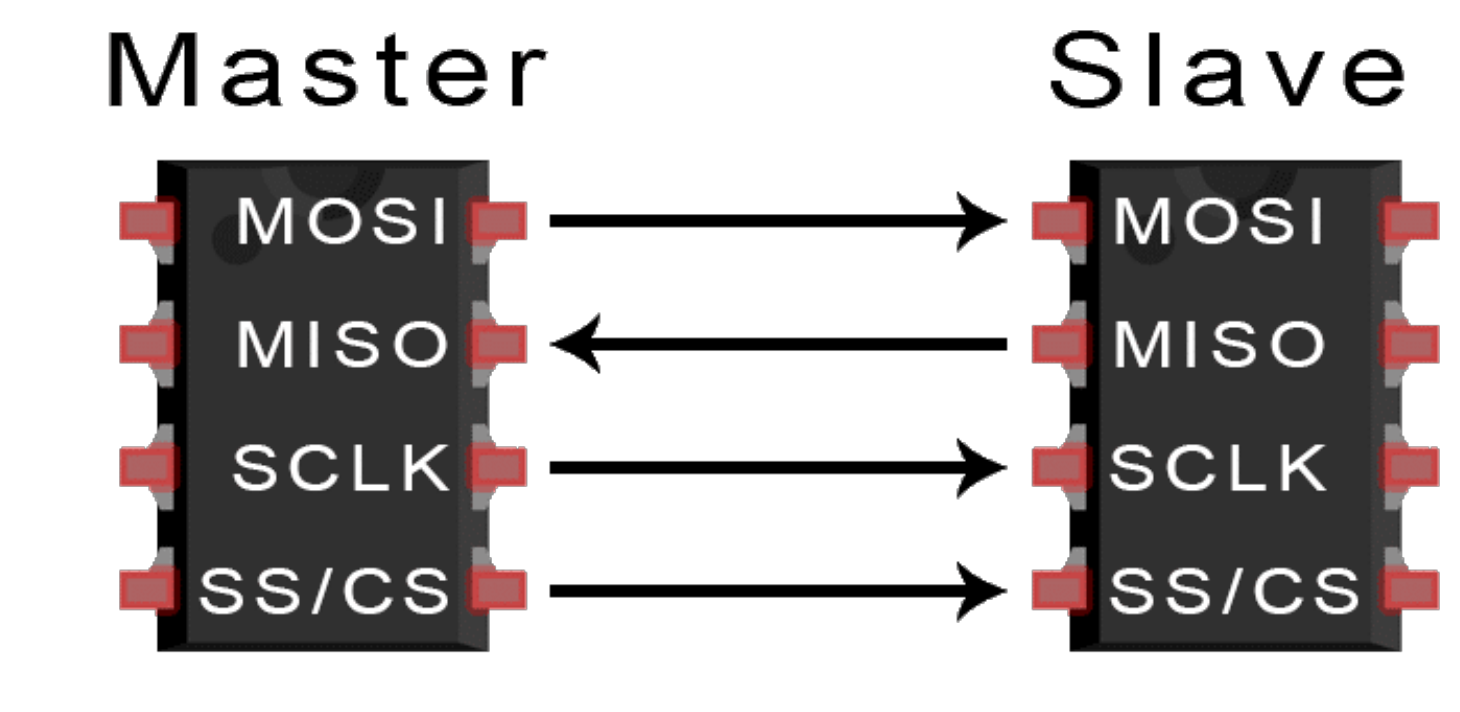 Master Slave
MOSI MOSI
MISO MISO
SCLK SCLK
SS/CS SS/CS